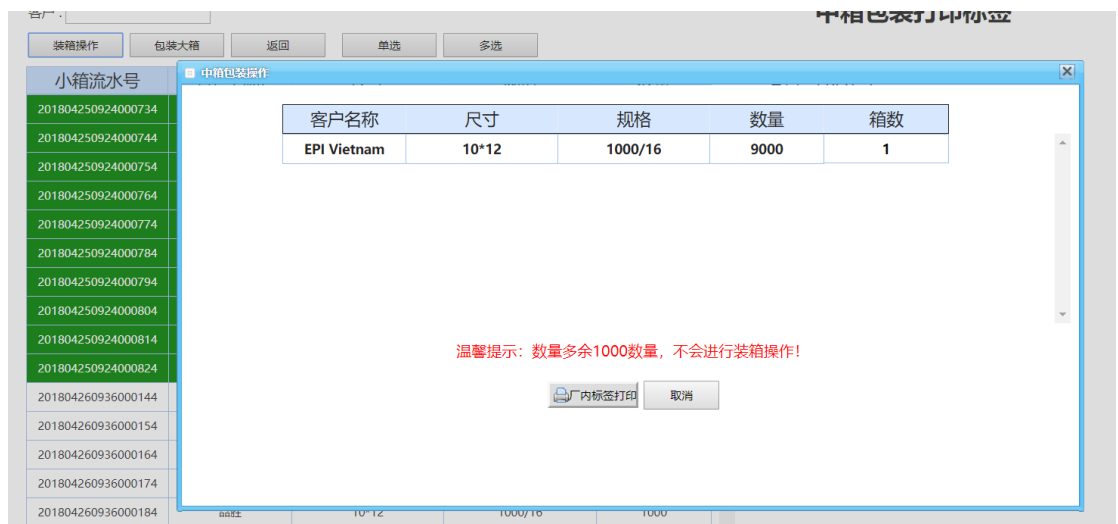 客户：
中箱包装打印标签
装箱操作 包装大箱 返回 单选 多选
小箱流水号
中箱包装操作
201804250924000734
201804250924000744
201804250924000754
201804250924000764
201804250924000774
201804250924000784
201804250924000794
201804250924000804
201804250924000814
201804250924000824
201804260936000144
201804260936000154
201804260936000164
201804260936000174
201804260936000184 品胜 10*12 1000/16 1000
客户名称 尺寸 规格 数量 箱数
EPI Vietnam 10*12 1000/16 9000 1
温馨提示：数量多余1000数量，不会进行装箱操作！
厂内标签打印 取消